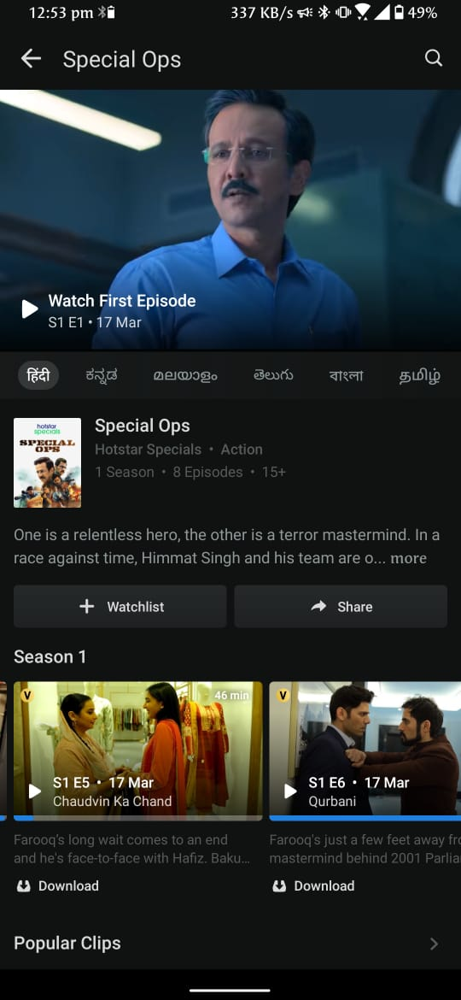 12:53 pm
337 KB/s
49%
Special Ops
Watch First Episode
S1 E1 • 17 Mar
हिंदी
ಕನ್ನಡ
മലയാളം
తెలుగు
বাংলা
தமிழ்
hotstar
specials
SPECIAL
OPS
Special Ops
Hotstar Specials • Action
1 Season • 8 Episodes • 15+
One is a relentless hero, the other is a terror mastermind. In a
race against time, Himmat Singh and his team are o... more
Watchlist
Share
Season 1
V
46 min
S1 E5 • 17 Mar
Chaudvin Ka Chand
Farooq's long wait comes to an end
and he's face-to-face with Hafiz. Baku...
Download
V
S1 E6 • 17 Mar
Qurbani
Farooq's just a few feet away fr
mastermind behind 2001 Parlia
Download
Popular Clips